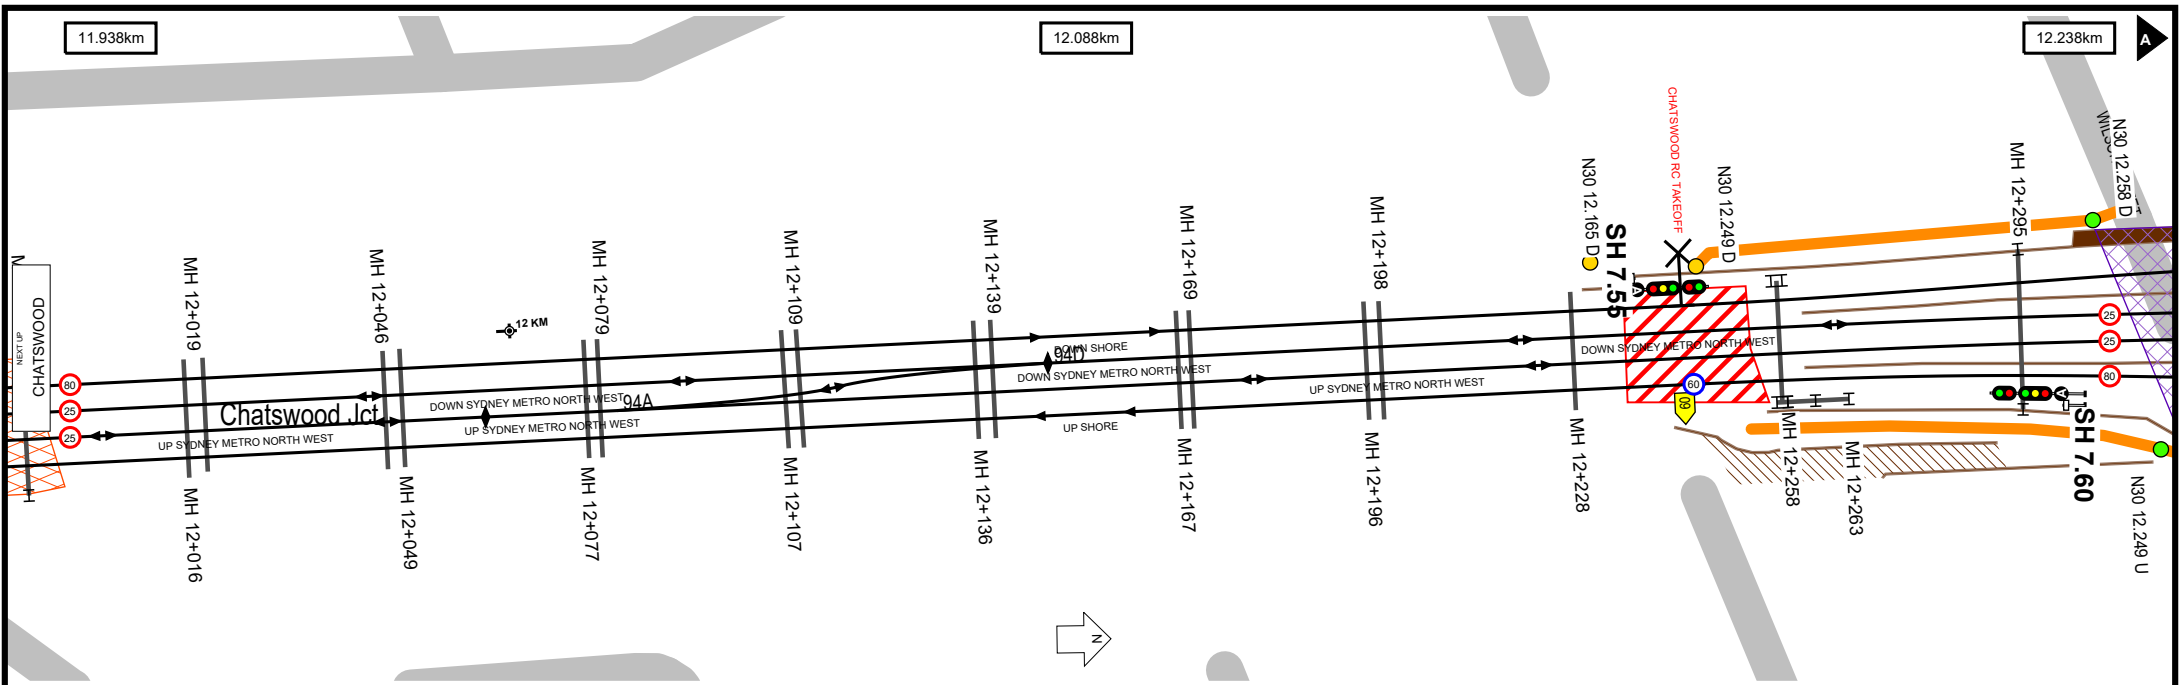 11.938km
12.088km
12.238km
A
NEXT UP
CHATSWOOD
MH 12+019
MH 12+046
12 KM
MH 12+079
MH 12+109
MH 12+139
MH 12+169
MH 12+198
N30 12.165 D
SH 7.55
CHATSWOOD RC TAKEOFF
N30 12.249 D
MH 12+295
N30 12.258 D
80
25
25
Chatswood Jct
DOWN SYDNEY METRO NORTH WEST
94A
UP SYDNEY METRO NORTH WEST
UP SYDNEY METRO NORTH WEST
DOWN SHORE
94D
DOWN SYDNEY METRO NORTH WEST
UP SYDNEY METRO NORTH WEST
UP SHORE
DOWN SYDNEY METRO NORTH WEST
60
60
25
25
80
MH 12+016
MH 12+049
MH 12+077
MH 12+107
MH 12+136
MH 12+167
MH 12+196
MH 12+228
MH 12+258
MH 12+263
SH 7.60
N30 12.249 U
N